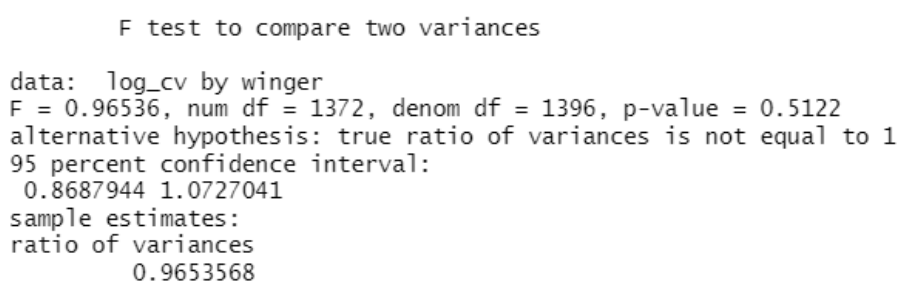 F test to compare two variances
data: log_cv by winger
F = 0.96536, num df = 1372, denom df = 1396, p-value = 0.5122
alternative hypothesis: true ratio of variances is not equal to 1
95 percent confidence interval:
0.8687944 1.0727041
sample estimates:
ratio of variances
0.9653568